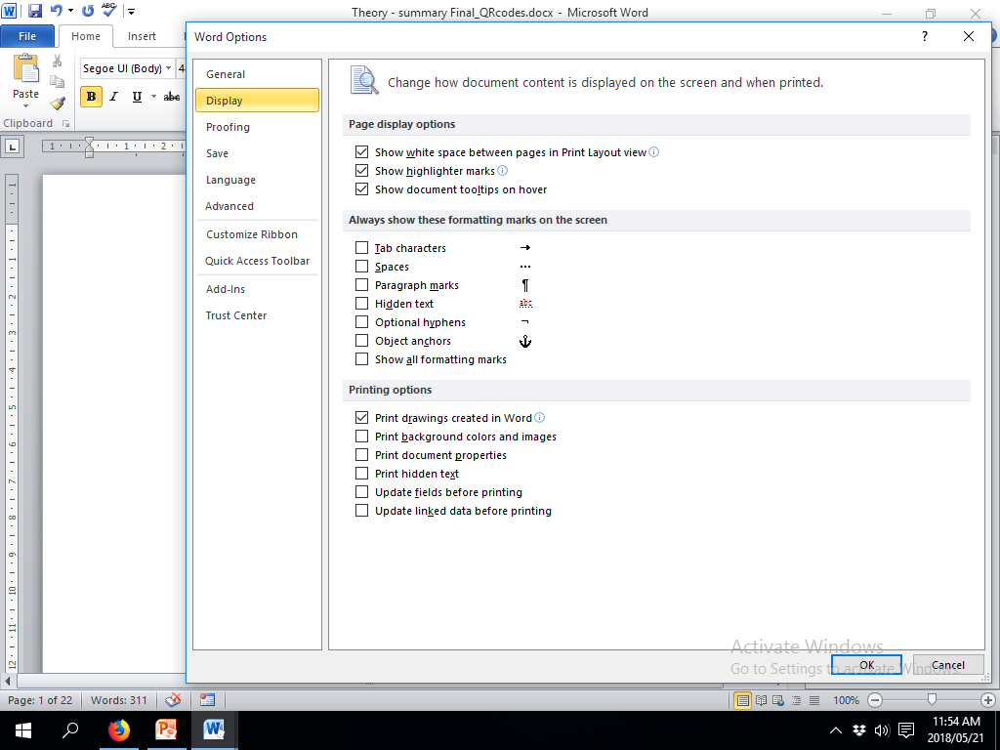 Theory - summary Final_QRcodes.docx - Microsoft Word
File
Home
Insert
Segoe UI (Body)
4
Paste
B I U abc
Clipboard
Word Options
General
Display
Proofing
Save
Language
Advanced
Customize Ribbon
Quick Access Toolbar
Add-Ins
Trust Center
Change how document content is displayed on the screen and when printed.
Page display options
Show white space between pages in Print Layout view
Show highlighter marks
Show document tooltips on hover
Always show these formatting marks on the screen
Tab characters →
Spaces ...
Paragraph marks ¶
Hidden text abc
Optional hyphens ¬
Object anchors
Show all formatting marks
Printing options
Print drawings created in Word
Print background colors and images
Print document properties
Print hidden text
Update fields before printing
Update linked data before printing
Activate Windows
Go to Settings to activate Windows.
OK
Cancel
Page: 1 of 22
Words: 311
100%
11:54 AM
2018/05/21